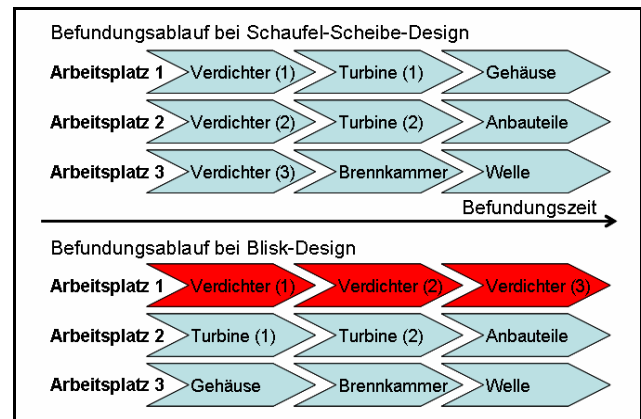 Befundungsablauf bei Schaufel-Scheibe-Design
Arbeitsplatz 1 Verdichter (1) Turbine (1) Gehäuse
Arbeitsplatz 2 Verdichter (2) Turbine (2) Anbauteile
Arbeitsplatz 3 Verdichter (3) Brennkammer Welle
Befundungszeit
Befundungsablauf bei Blisk-Design
Arbeitsplatz 1 Verdichter (1) Verdichter (2) Verdichter (3)
Arbeitsplatz 2 Turbine (1) Turbine (2) Anbauteile
Arbeitsplatz 3 Gehäuse Brennkammer Welle